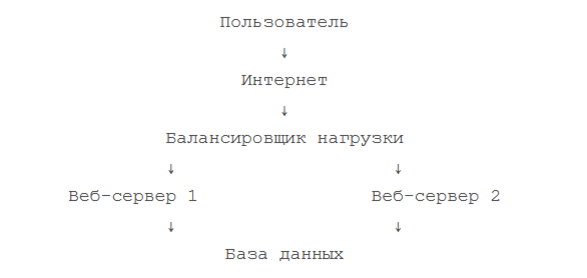 Пользователь
↓
Интернет
↓
Балансировщик нагрузки
↓ ↓
Веб-сервер 1 Веб-сервер 2
↓ ↓
База данных